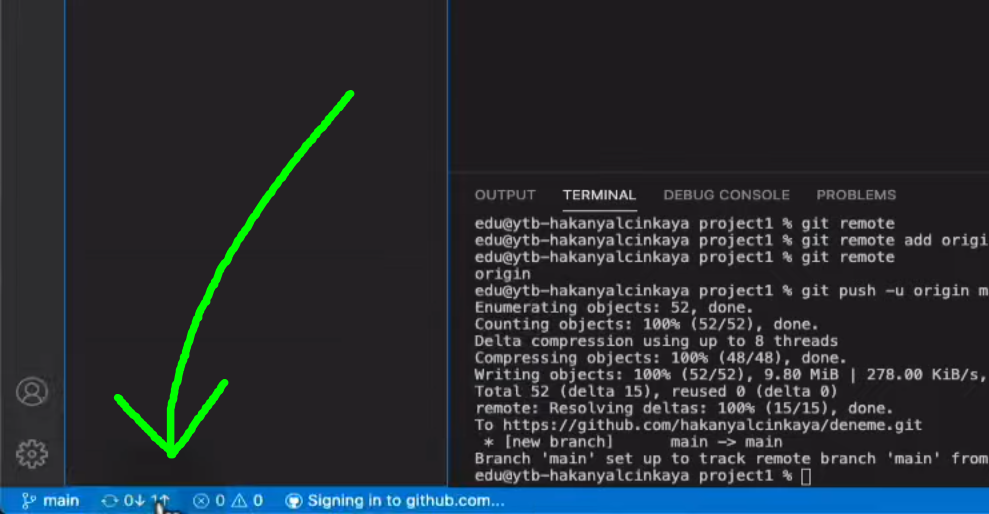 OUTPUT TERMINAL DEBUG CONSOLE PROBLEMS
edu@ytb-hakanyalcinkaya project1 % git remote
edu@ytb-hakanyalcinkaya project1 % git remote add origi
edu@ytb-hakanyalcinkaya project1 % git remote
origin
edu@ytb-hakanyalcinkaya project1 % git push -u origin m
Enumerating objects: 52, done.
Counting objects: 100% (52/52), done.
Delta compression using up to 8 threads
Compressing objects: 100% (48/48), done.
Writing objects: 100% (52/52), 9.80 MiB | 278.00 KiB/s,
Total 52 (delta 15), reused 0 (delta 0)
remote: Resolving deltas: 100% (15/15), done.
To https://github.com/hakanyalcinkaya/deneme.git
* [new branch] main -> main
Branch 'main' set up to track remote branch 'main' from
edu@ytb-hakanyalcinkaya project1 %
main 0↓ 1↑ 0 0 Signing in to github.com...